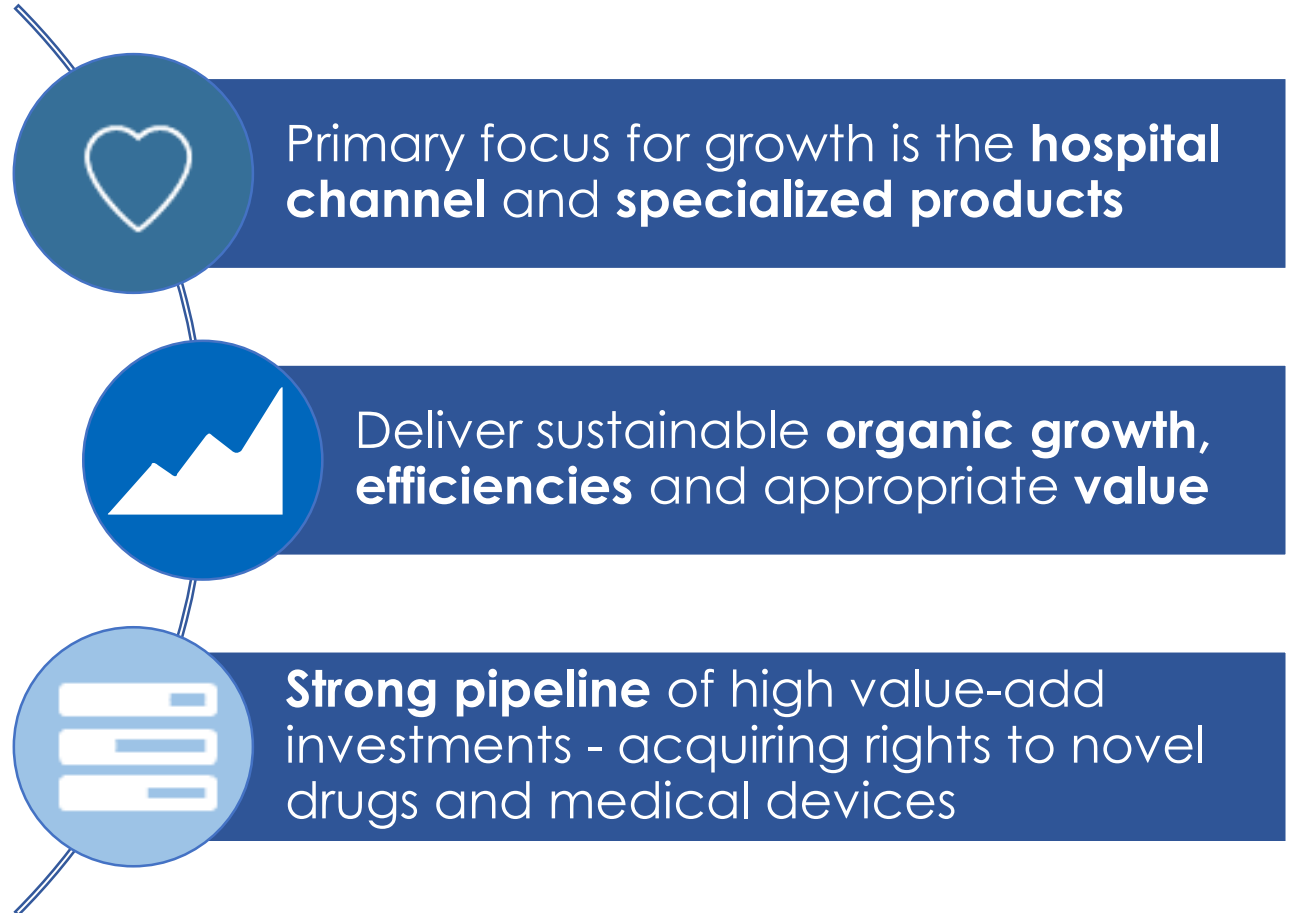 Primary focus for growth is the hospital
channel and specialized products
Deliver sustainable organic growth,
efficiencies and appropriate value
Strong pipeline of high value-add
investments - acquiring rights to novel
drugs and medical devices